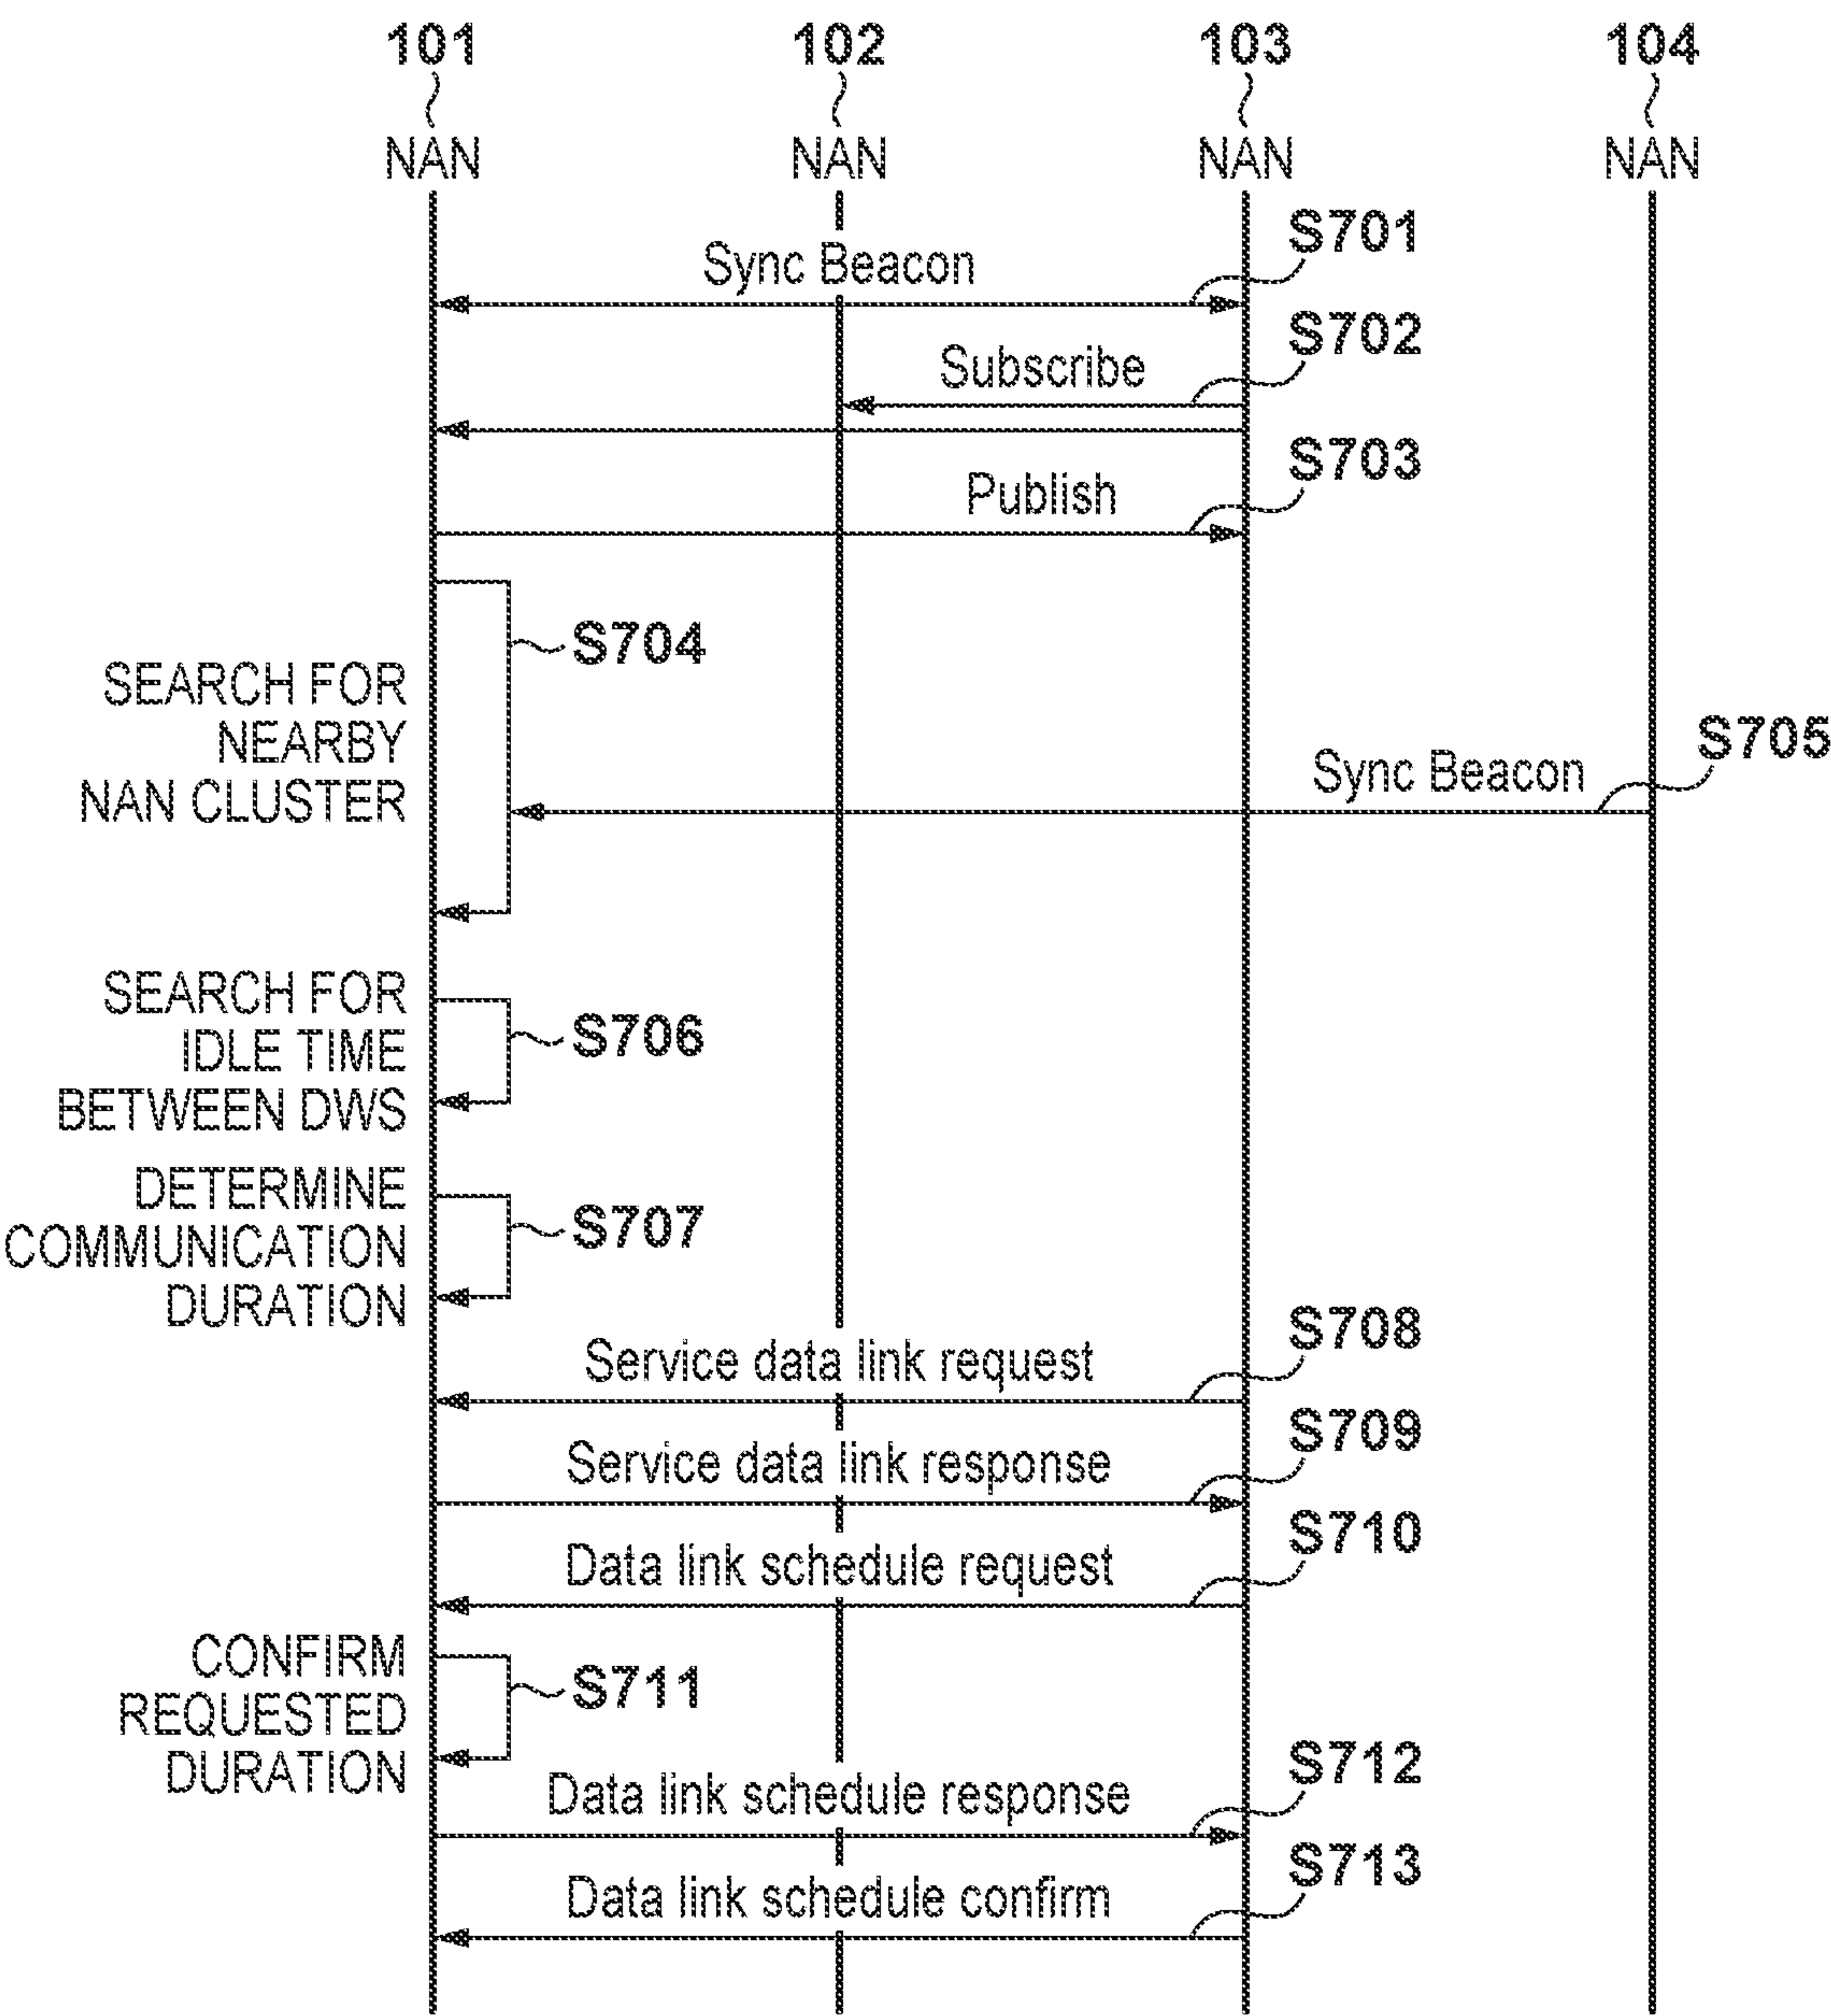 101 102 103 104
NAN NAN NAN NAN
S701
Sync Beacon
S702
Subscribe
S703
Publish
S704
SEARCH FOR
NEARBY
NAN CLUSTER
S705
Sync Beacon
SEARCH FOR
IDLE TIME
BETWEEN DWS
S706
DETERMINE
COMMUNICATION
DURATION
S707
S708
Service data link request
S709
Service data link response
S710
Data link schedule request
CONFIRM
REQUESTED
DURATION
S711
S712
Data link schedule response
S713
Data link schedule confirm